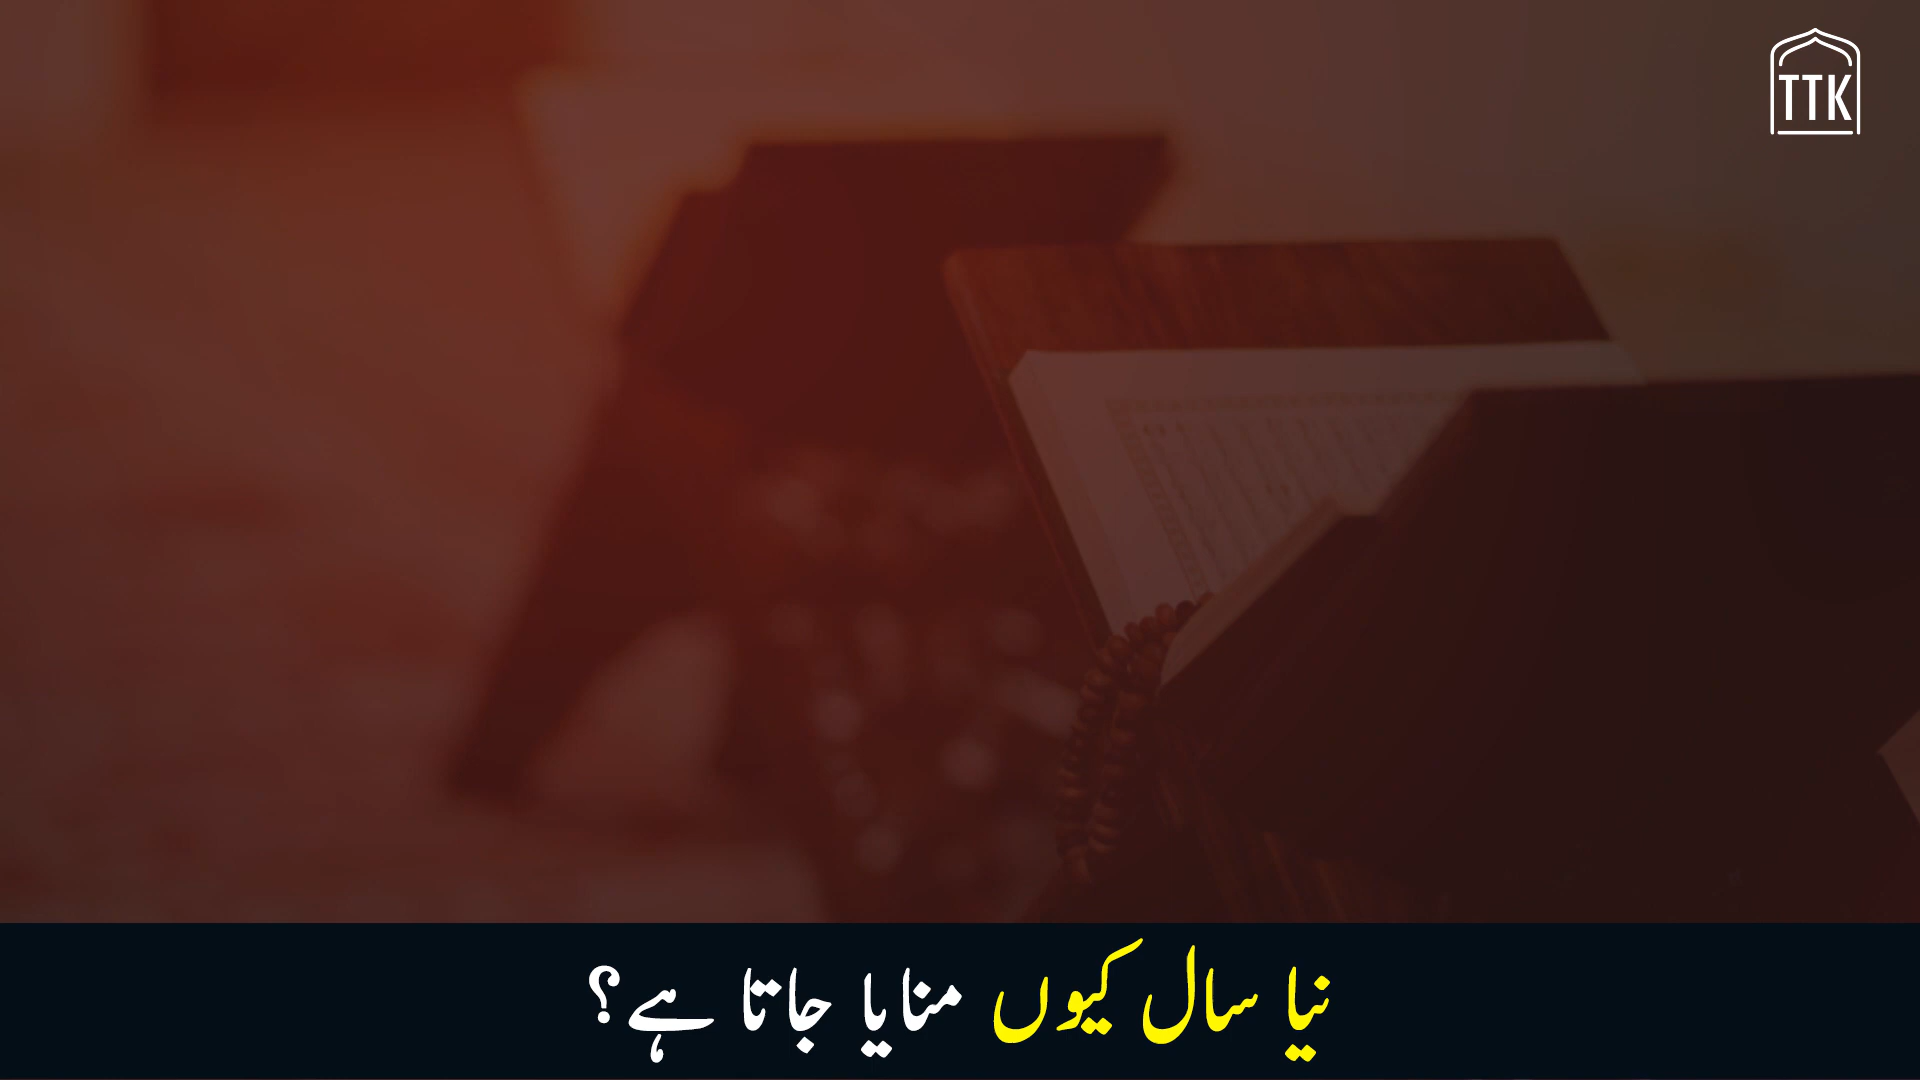 TTK
نیا سال کیوں منایا جاتا ہے؟